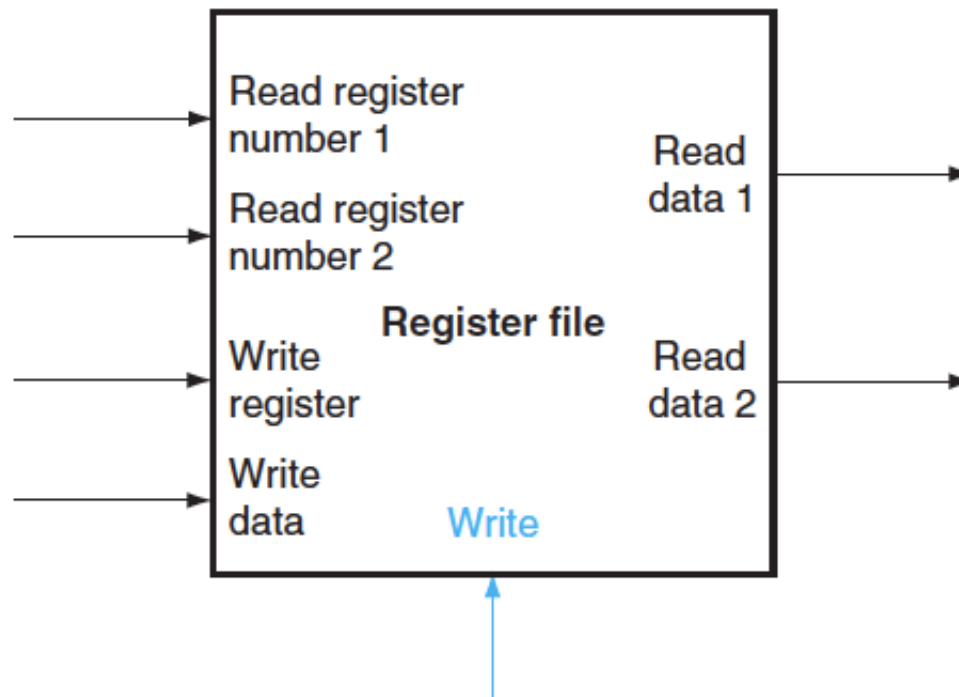 Read register
number 1
Read
data 1
Read register
number 2
Register file
Write
register
Read
data 2
Write
data
Write